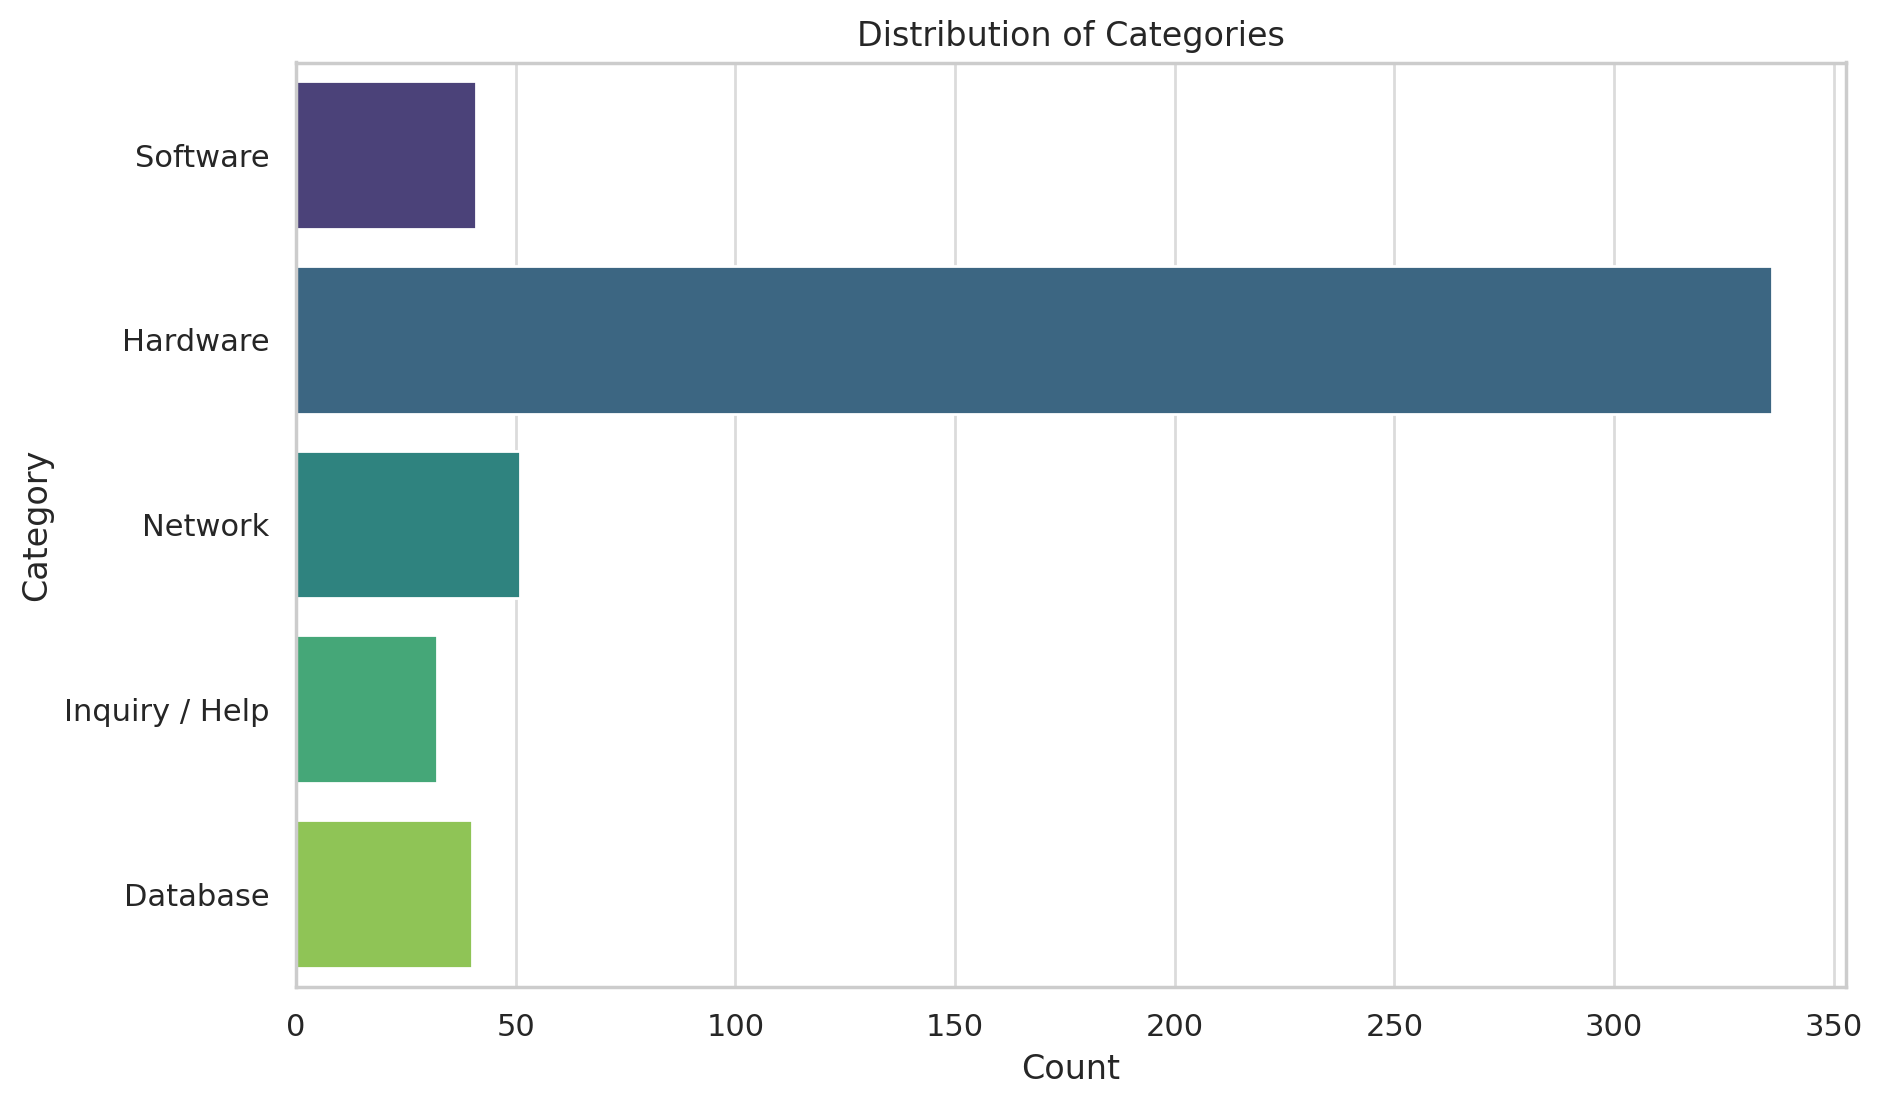 Distribution of Categories
Software
Hardware
Network
Inquiry / Help
Database
Category
0 50 100 150 200 250 300 350
Count